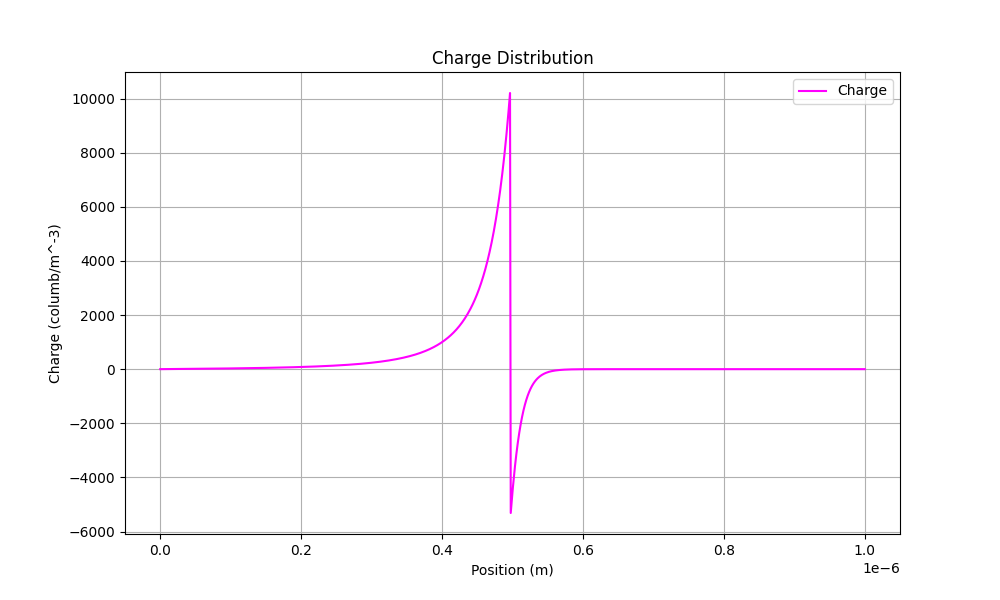 Charge Distribution
Charge
10000
8000
6000
4000
2000
0
−2000
−4000
−6000
Charge (columb/m^-3)
0.0 0.2 0.4 0.6 0.8 1.0
1e−6
Position (m)